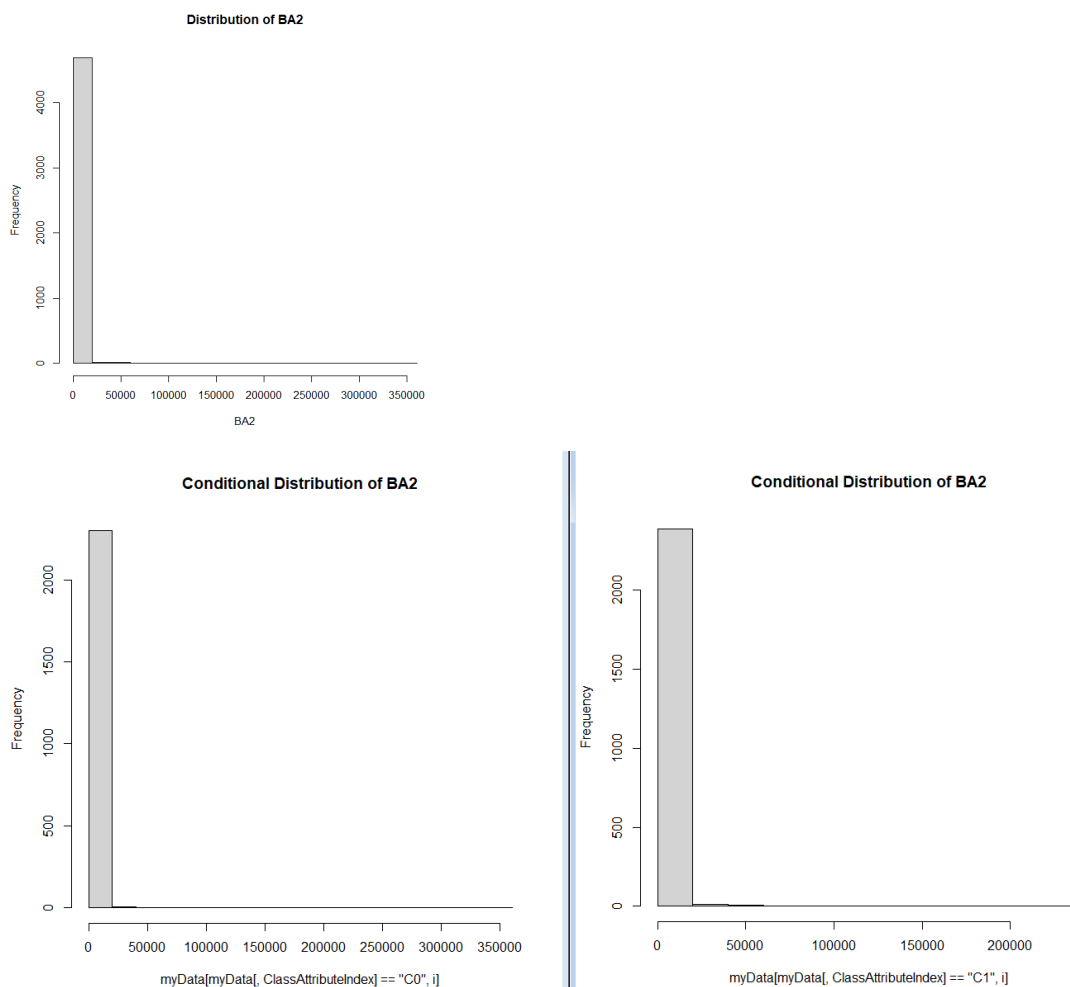 Distribution of BA2
Frequency
4000
3000
2000
1000
0
0 50000 100000 150000 200000 250000 300000 350000
BA2
Conditional Distribution of BA2
Frequency
2000
1500
1000
500
0
0 50000 100000 150000 200000 250000 300000 350000
myData[myData[, ClassAttributeIndex] == "C0", i]
Conditional Distribution of BA2
Frequency
2000
1500
1000
500
0
0 50000 100000 150000 200000
myData[myData[, ClassAttributeIndex] == "C1", i]